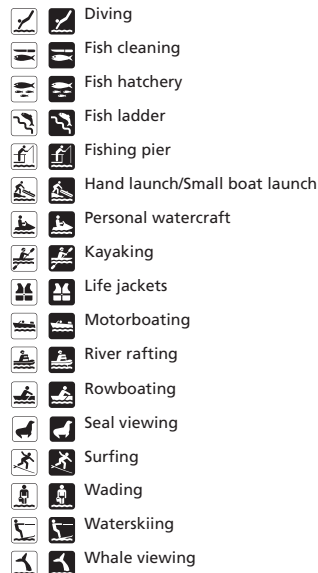 Diving
Fish cleaning
Fish hatchery
Fish ladder
Fishing pier
Hand launch/Small boat launch
Personal watercraft
Kayaking
Life jackets
Motorboating
River rafting
Rowboating
Seal viewing
Surfing
Wading
Waterskiing
Whale viewing